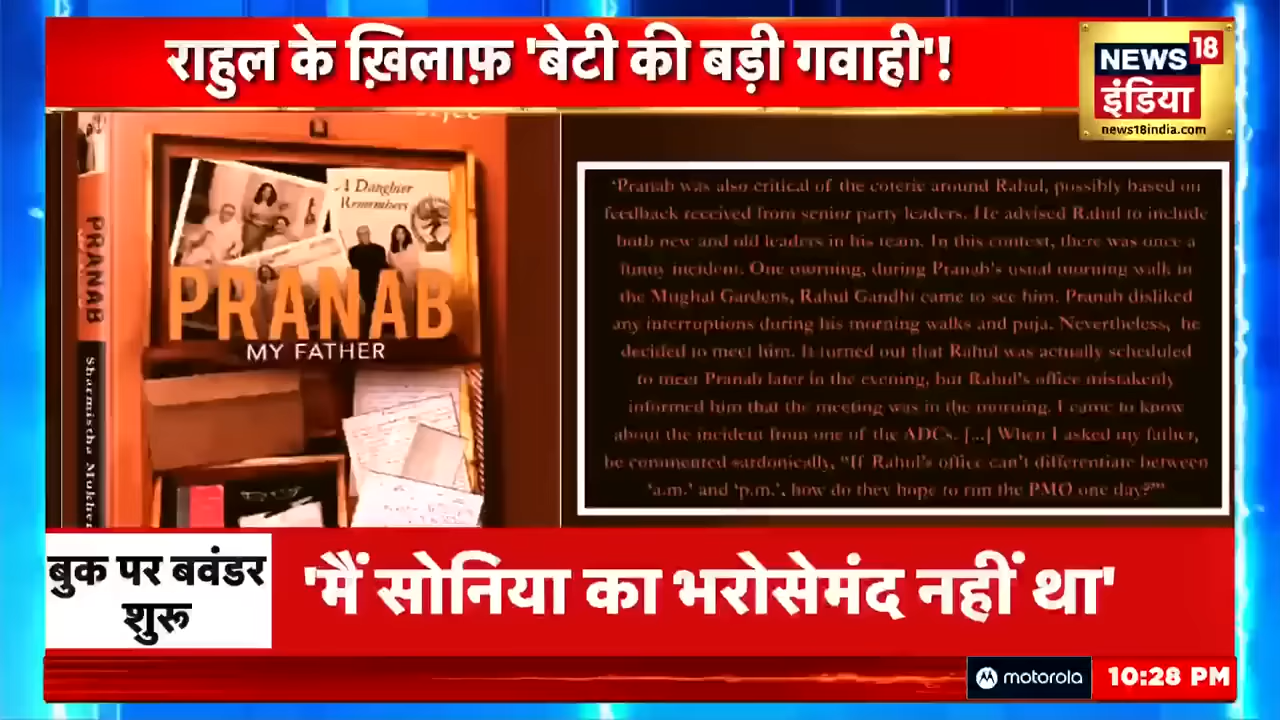 राहुल के ख़िलाफ़ 'बेटी की बड़ी गवाही'!
NEWS 18
इंडिया
news18india.com
A Daughter
Remembers
PRANAB
MY FATHER
PRANAB
Sharmistha Mukher
'Pranab was also critical of the coterie around Rahul, possibly based on
feedback received from senior party leaders. He advised Rahul to include
both new and old leaders in his team. In this context, there was once a
funny incident. One morning, during Pranab's usual morning walk in
the Mughal Gardens, Rahul Gandhi came to see him. Pranab disliked
any interruptions during his morning walks and puja. Nevertheless, he
decided to meet him. It turned out that Rahul was actually scheduled
to meet Pranab later in the evening, but Rahul's office mistakenly
informed him that the meeting was in the morning. I came to know
about the incident from one of the ADCs. [...] When I asked my father,
he commented sardonically, "If Rahul's office can't differentiate between
'a.m.' and 'p.m.', how do they hope to run the PMO one day?"'
बुक पर बवंडर
शुरू
'मैं सोनिया का भरोसेमंद नहीं था'
motorola
10:28 PM